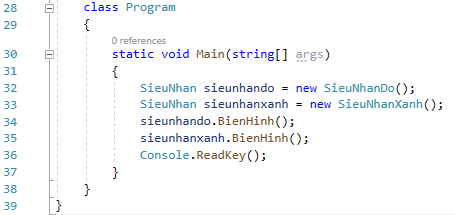 28 class Program
29 {
0 references
30 static void Main(string[] args)
31 {
32 SieuNhan sieunhando = new SieuNhanDo();
33 SieuNhan sieunhanxanh = new SieuNhanXanh();
34 sieunhando.BienHinh();
35 sieunhanxanh.BienHinh();
36 Console.ReadKey();
37 }
38 }
39 }